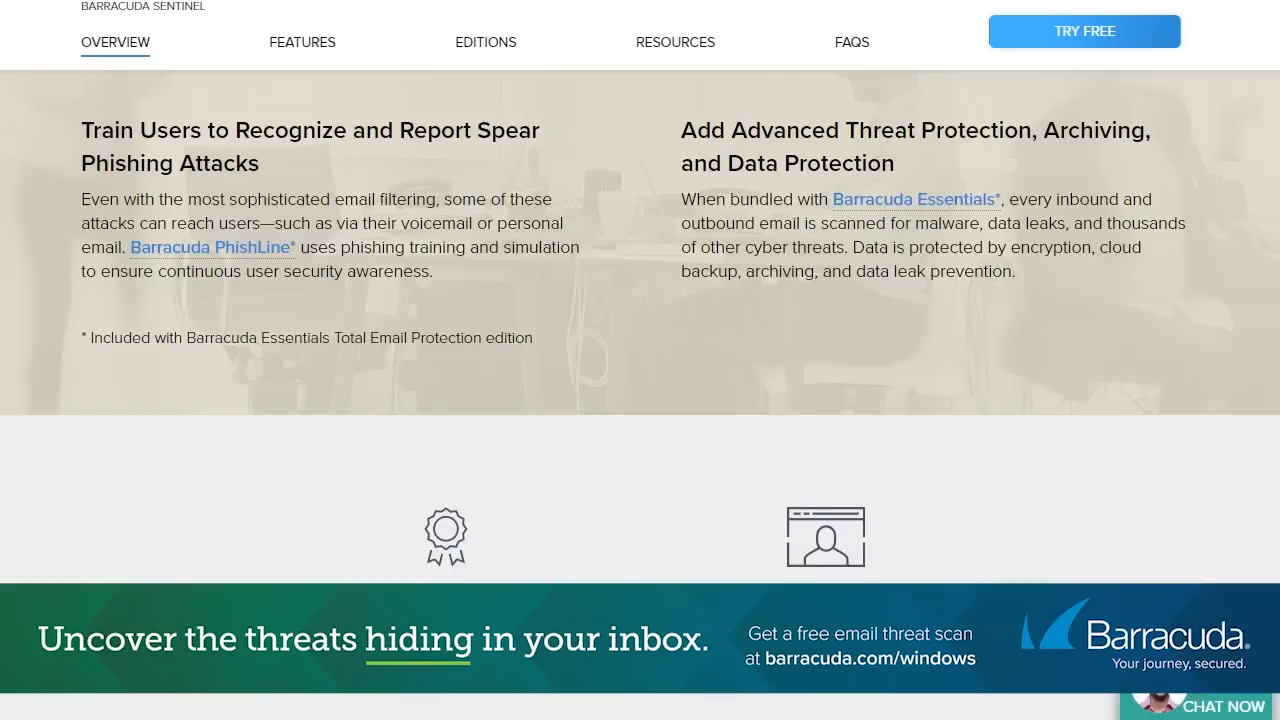 BARRACUDA SENTINEL
OVERVIEW
FEATURES
EDITIONS
RESOURCES
FAQS
TRY FREE
Train Users to Recognize and Report Spear
Phishing Attacks
Even with the most sophisticated email filtering, some of these
attacks can reach users—such as via their voicemail or personal
email. Barracuda PhishLine* uses phishing training and simulation
to ensure continuous user security awareness.
* Included with Barracuda Essentials Total Email Protection edition
Add Advanced Threat Protection, Archiving,
and Data Protection
When bundled with Barracuda Essentials*, every inbound and
outbound email is scanned for malware, data leaks, and thousands
of other cyber threats. Data is protected by encryption, cloud
backup, archiving, and data leak prevention.
Uncover the threats hiding in your inbox.
Get a free email threat scan
at barracuda.com/windows
Barracuda®
Your journey, secured.
CHAT NOW